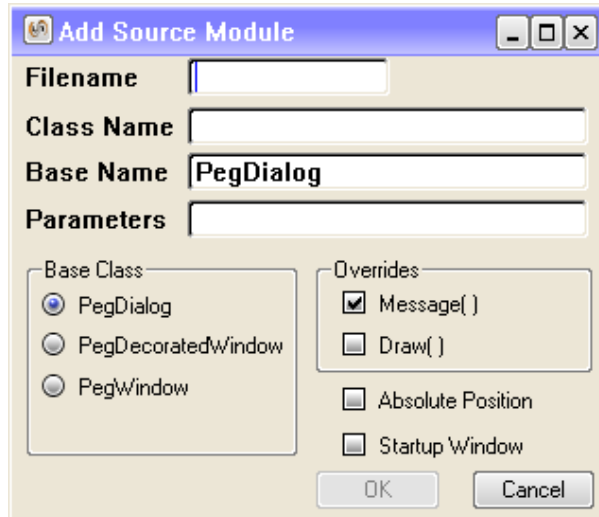 Add Source Module
Filename
Class Name
Base Name PegDialog
Parameters
Base Class
PegDialog
PegDecoratedWindow
PegWindow
Overrides
Message( )
Draw( )
Absolute Position
Startup Window
OK Cancel